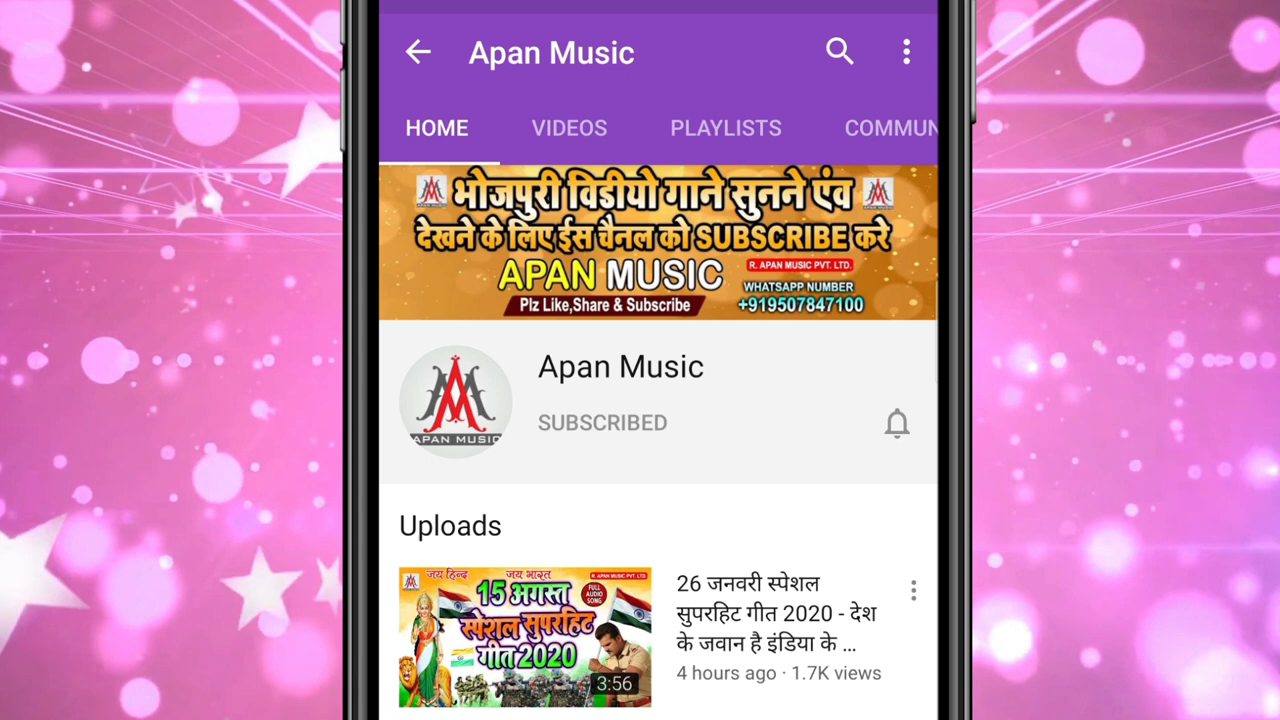 Apan Music
HOME VIDEOS PLAYLISTS COMMUN
भोजपुरी विडीयो गाने सुनने एंव
देखने के लिए ईस चैनल को SUBSCRIBE करे
APAN MUSIC
R. APAN MUSIC PVT. LTD.
Plz Like,Share & Subscribe
WHATSAPP NUMBER
+919507847100
APAN MUSIC
Apan Music
SUBSCRIBED
Uploads
जय हिन्द जय भारत
R. APAN MUSIC PVT. LTD.
15 अगस्त
FULL
AUDIO
SONG
स्पेशल सुपरहिट
गीत 2020
3:56
26 जनवरी स्पेशल
सुपरहिट गीत 2020 - देश
के जवान है इंडिया के ...
4 hours ago · 1.7K views